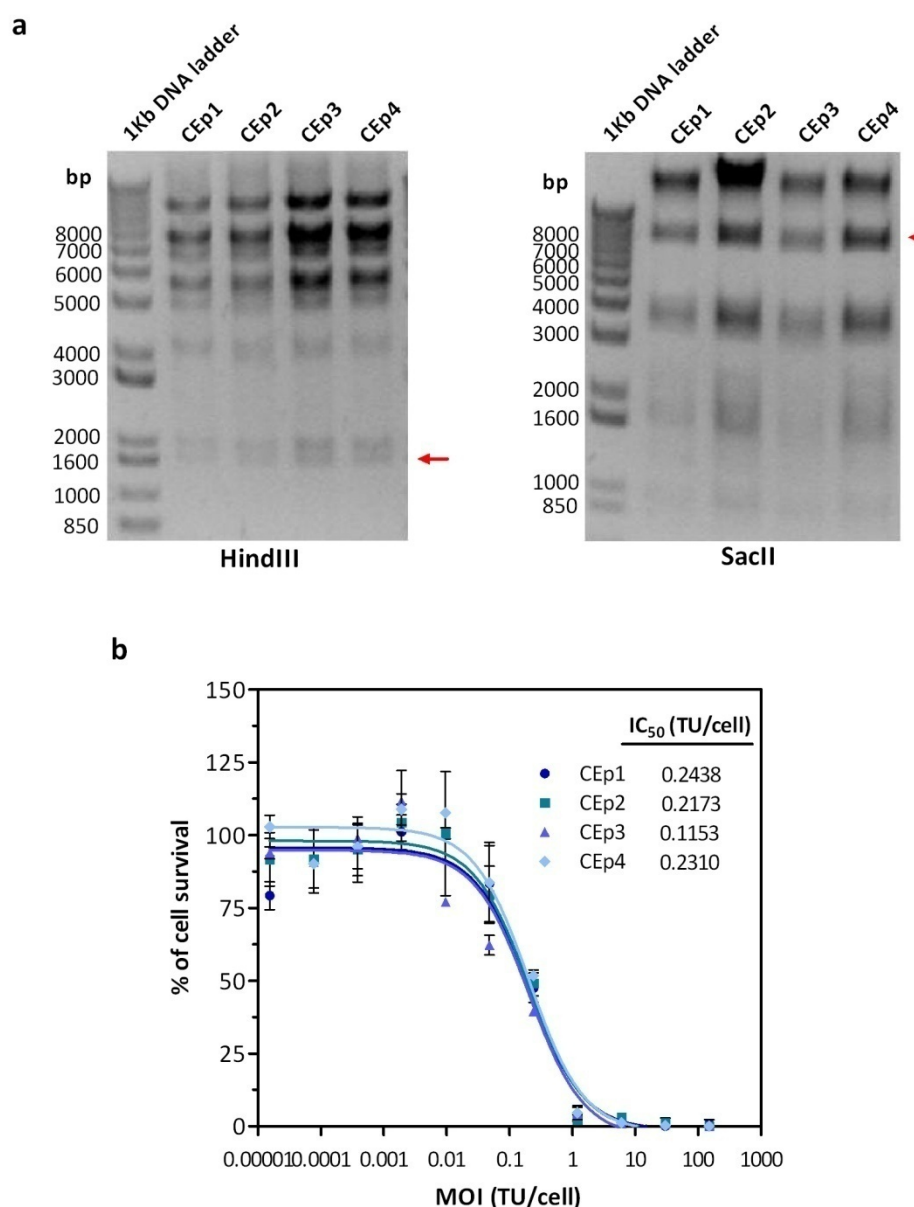 a
1Kb DNA ladder
CEp1
CEp2
CEp3
CEp4
bp
8000
7000
6000
5000
4000
3000
2000
1600
1000
850
HindIII
1Kb DNA ladder
CEp1
CEp2
CEp3
CEp4
bp
8000
7000
6000
5000
4000
3000
2000
1600
1000
850
SacII
b
150
125
100
75
50
25
0
% of cell survival
IC50 (TU/cell)
CEp1 0.2438
CEp2 0.2173
CEp3 0.1153
CEp4 0.2310
0.00001 0.0001 0.001 0.01 0.1 1 10 100 1000
MOI (TU/cell)